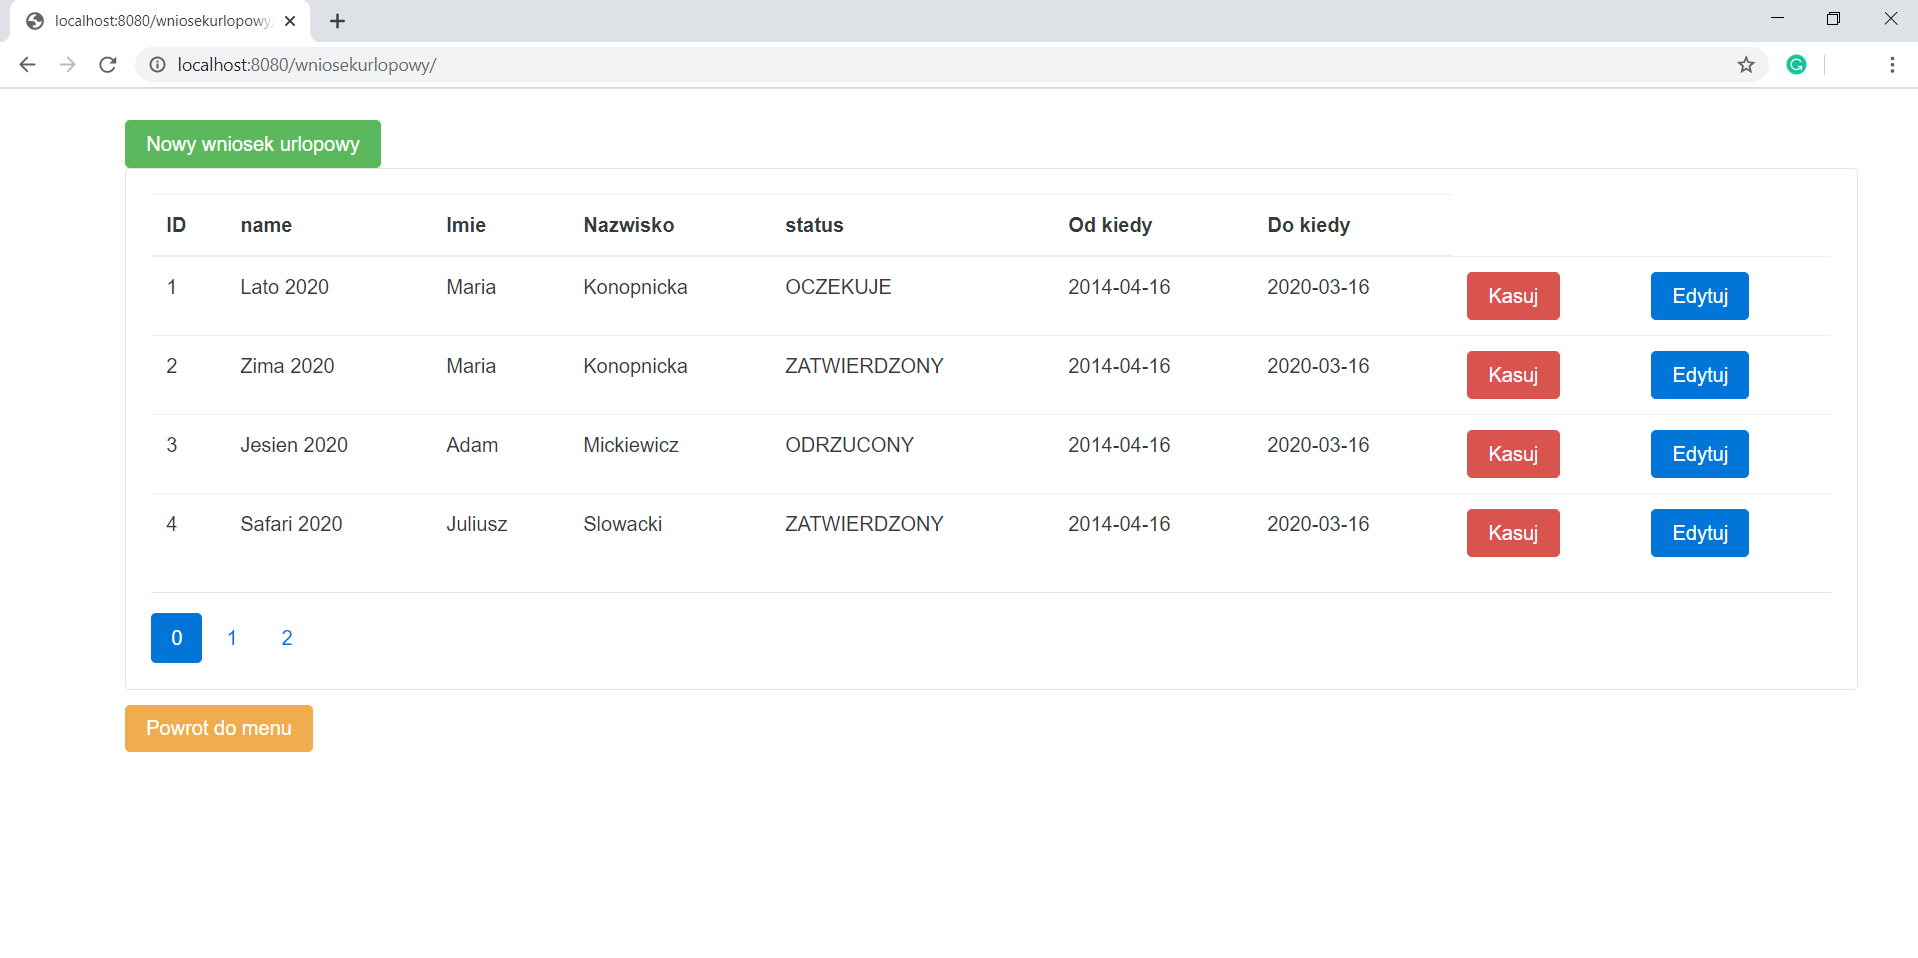 localhost:8080/wniosekurlopowy/
localhost:8080/wniosekurlopowy/
Nowy wniosek urlopowy
ID name Imie Nazwisko status Od kiedy Do kiedy
1 Lato 2020 Maria Konopnicka OCZEKUJE 2014-04-16 2020-03-16 Kasuj Edytuj
2 Zima 2020 Maria Konopnicka ZATWIERDZONY 2014-04-16 2020-03-16 Kasuj Edytuj
3 Jesien 2020 Adam Mickiewicz ODRZUCONY 2014-04-16 2020-03-16 Kasuj Edytuj
4 Safari 2020 Juliusz Slowacki ZATWIERDZONY 2014-04-16 2020-03-16 Kasuj Edytuj
0 1 2
Powrot do menu